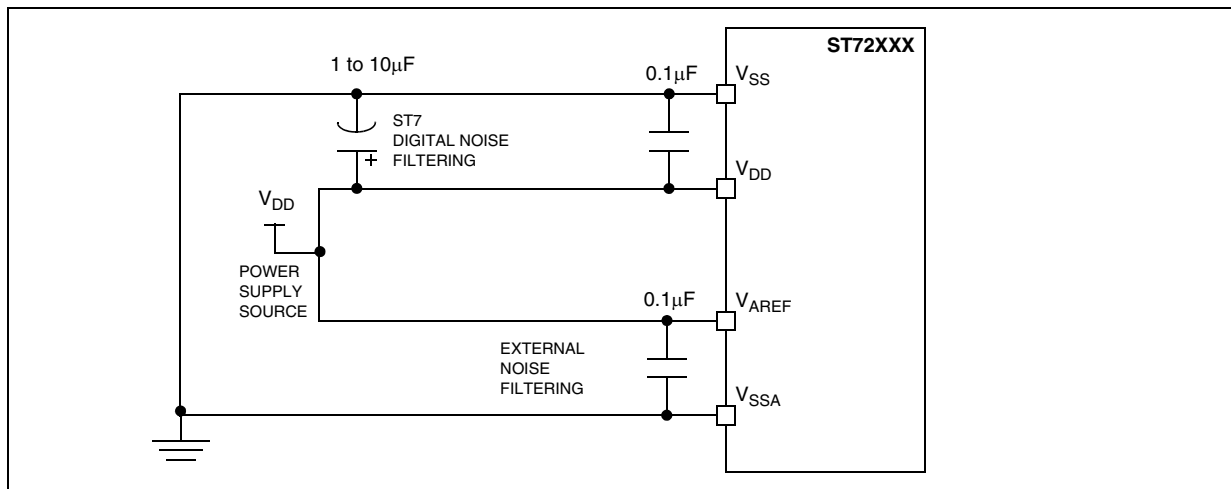 ST72XXX
1 to 10μF
0.1μF
VSS
ST7
DIGITAL NOISE
FILTERING
+
VDD
VDD
POWER
SUPPLY
SOURCE
0.1μF
VAREF
EXTERNAL
NOISE
FILTERING
VSSA